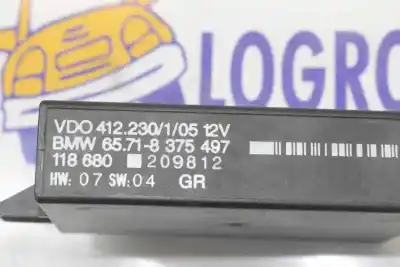 LOGRO
VDO 412.230/1/05 12V
BMW 65.71-8 375 497
118 680 209812
HW: 07 SW: 04 GR